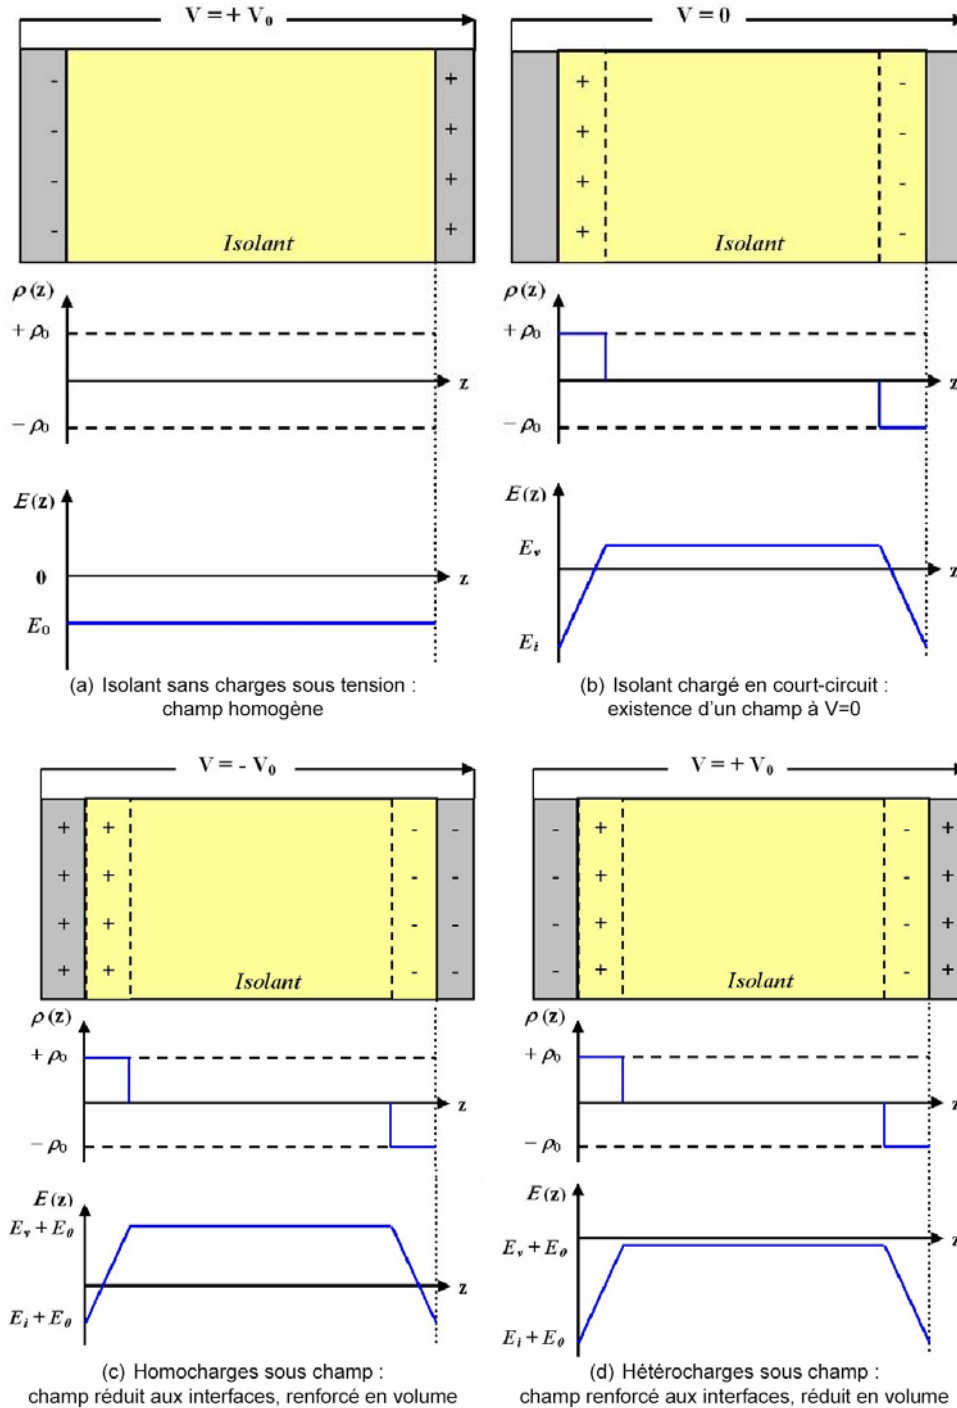 V = + V₀
- +
- +
- +
- +
Isolant
ρ(z)
+ ρ₀
z
− ρ₀
E(z)
0
z
E₀
(a) Isolant sans charges sous tension :
champ homogène
V = 0
+ -
+ -
+ -
+ -
Isolant
ρ(z)
+ ρ₀
z
− ρ₀
E(z)
Eᵥ
z
Eᵢ
(b) Isolant chargé en court-circuit :
existence d'un champ à V=0
V = - V₀
+ + - -
+ + - -
+ + - -
+ + - -
Isolant
ρ(z)
+ ρ₀
z
− ρ₀
E(z)
Eᵥ + E₀
z
Eᵢ + E₀
(c) Homocharges sous champ :
champ réduit aux interfaces, renforcé en volume
V = + V₀
- + - +
- + - +
- + - +
- + - +
Isolant
ρ(z)
+ ρ₀
z
− ρ₀
E(z)
z
Eᵥ + E₀
Eᵢ + E₀
(d) Hétérocharges sous champ :
champ renforcé aux interfaces, réduit en volume